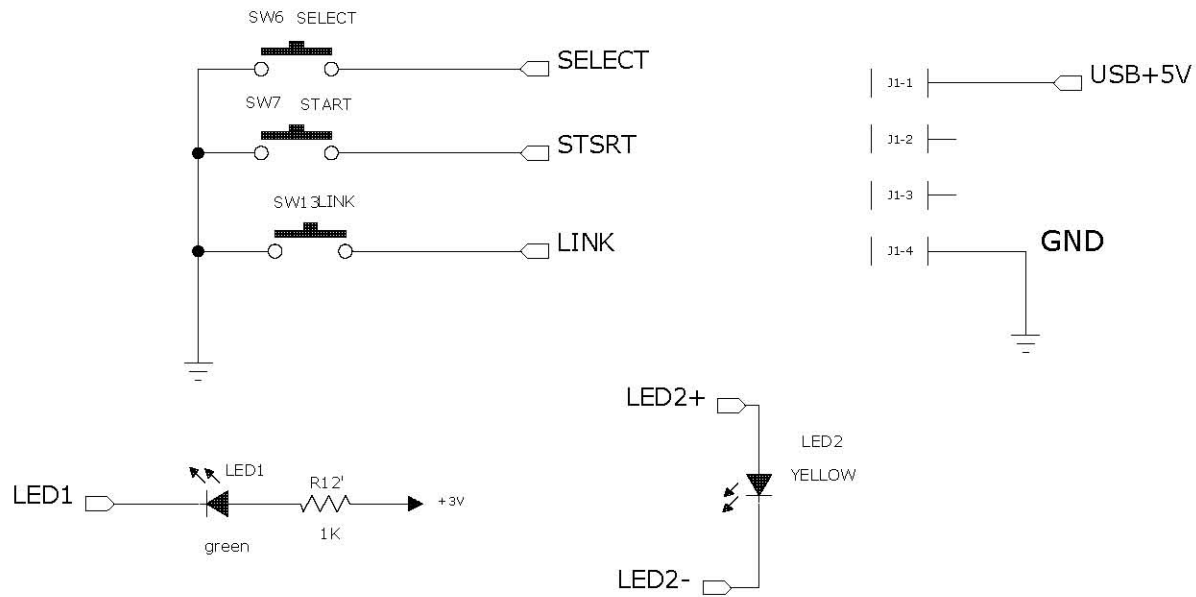 SW6 SELECT
SELECT
SW7 START
STSRT
SW13LINK
LINK
J1-1
USB+5V
J1-2
J1-3
J1-4
GND
LED1
LED1
green
R12'
1K
+3V
LED2+
LED2
YELLOW
LED2-